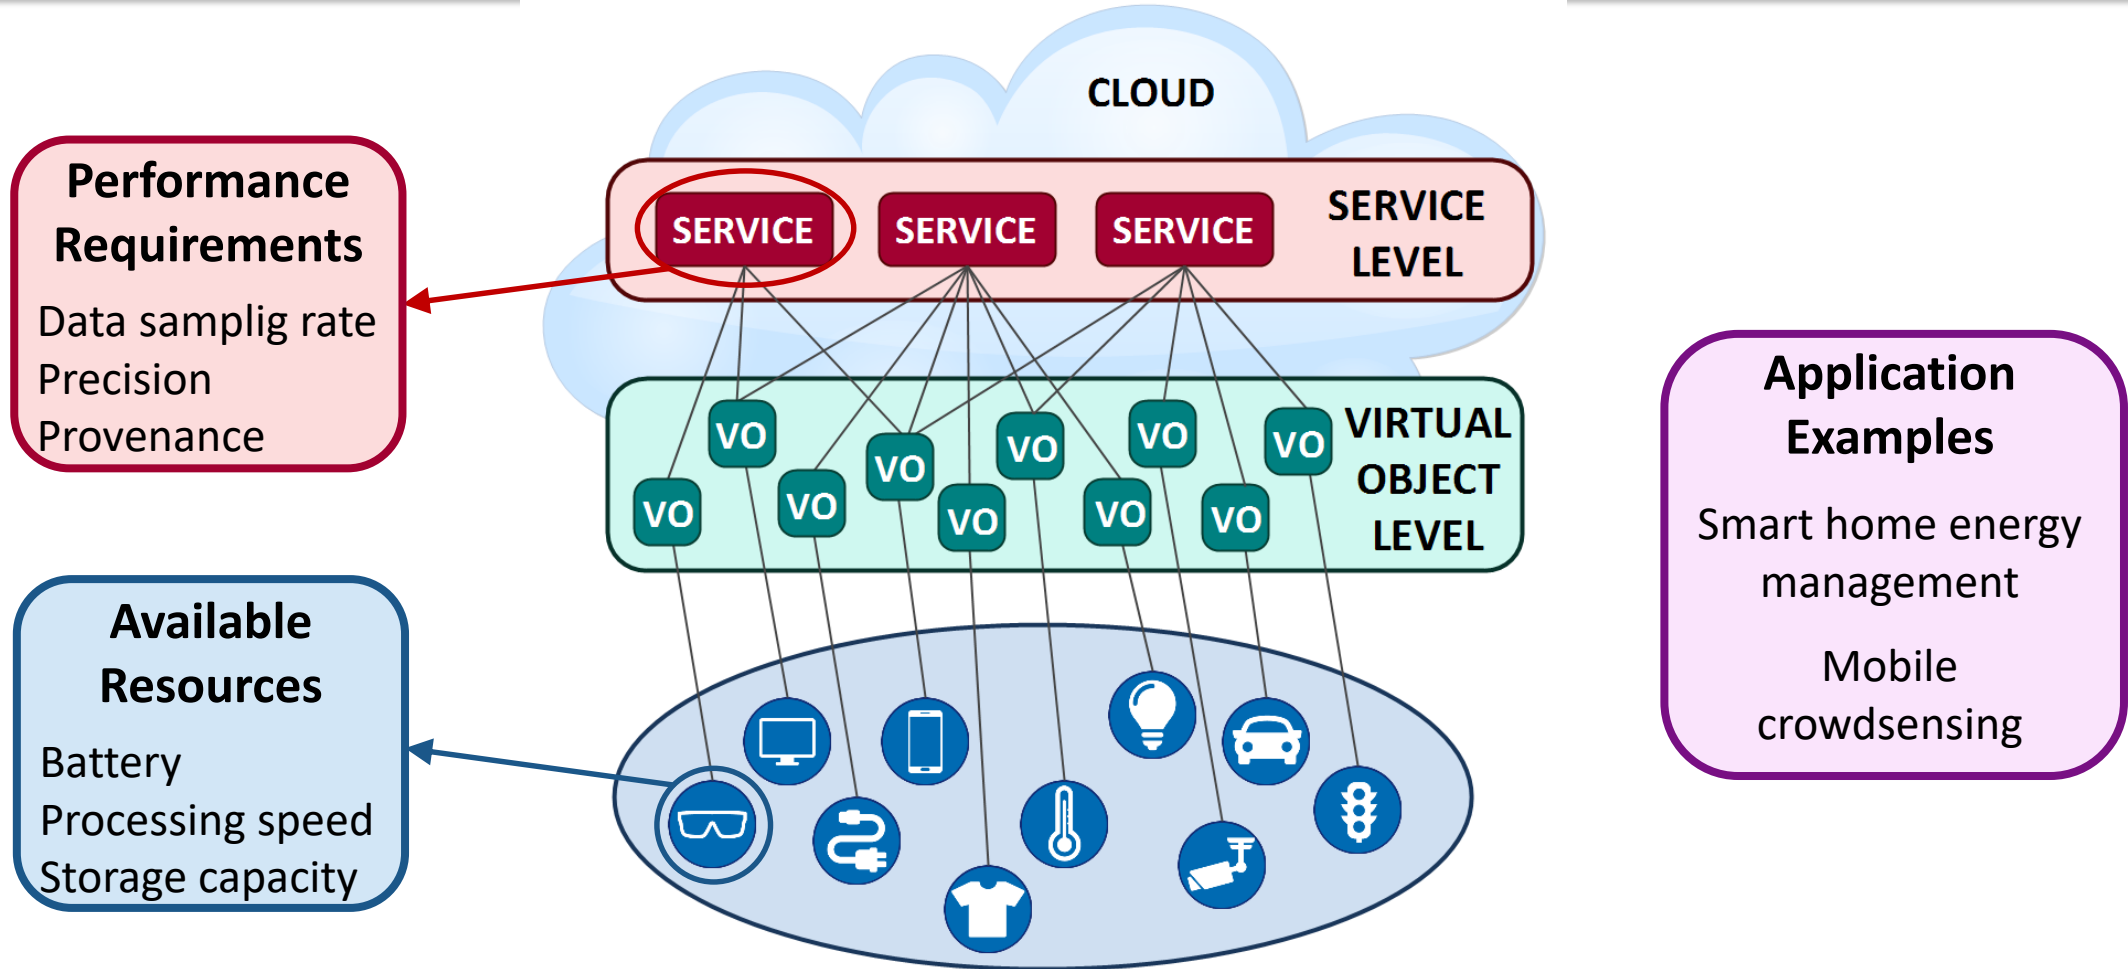 CLOUD
Performance
Requirements
Data samplig rate
Precision
Provenance
SERVICE
SERVICE
SERVICE
SERVICE
LEVEL
VO
VO
VO
VO
VO
VO
VO
VO
VO
VO
VIRTUAL
OBJECT
LEVEL
Available
Resources
Battery
Processing speed
Storage capacity
Application
Examples
Smart home energy
management
Mobile
crowdsensing